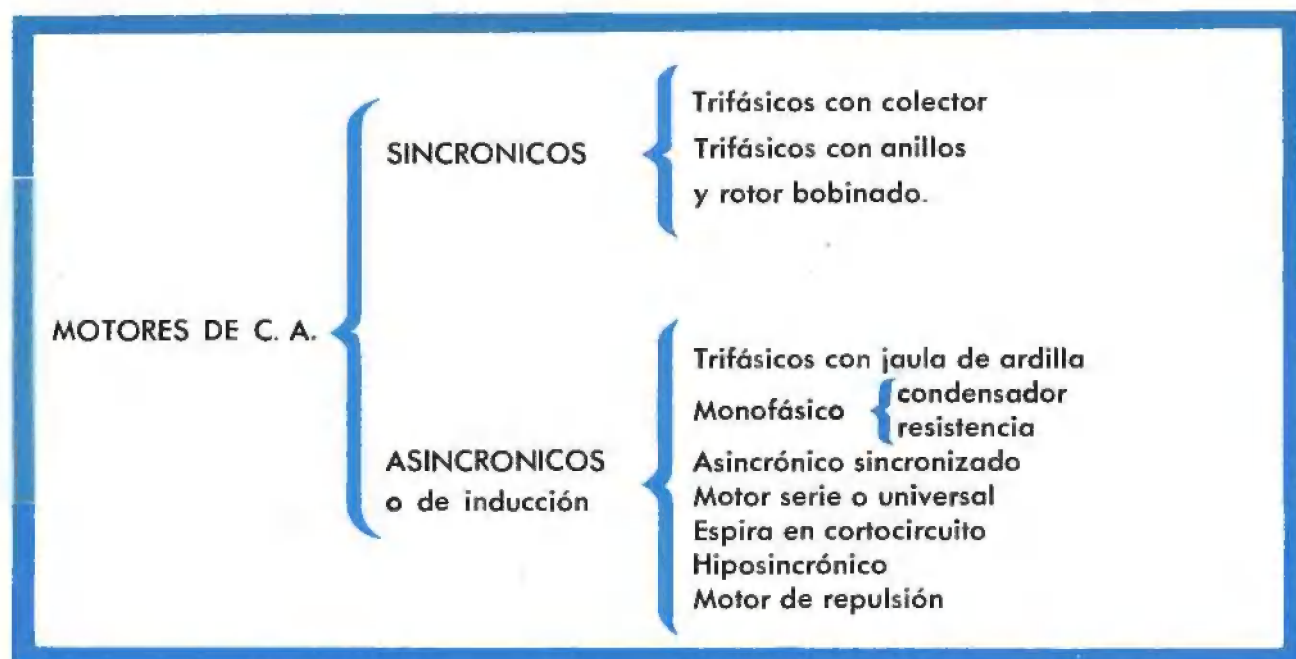 MOTORES DE C. A.
SINCRONICOS
Trifásicos con colector
Trifásicos con anillos
y rotor bobinado.
ASINCRONICOS
o de inducción
Trifásicos con jaula de ardilla
Monofásico
condensador
resistencia
Asincrónico sincronizado
Motor serie o universal
Espira en cortocircuito
Hiposincrónico
Motor de repulsión